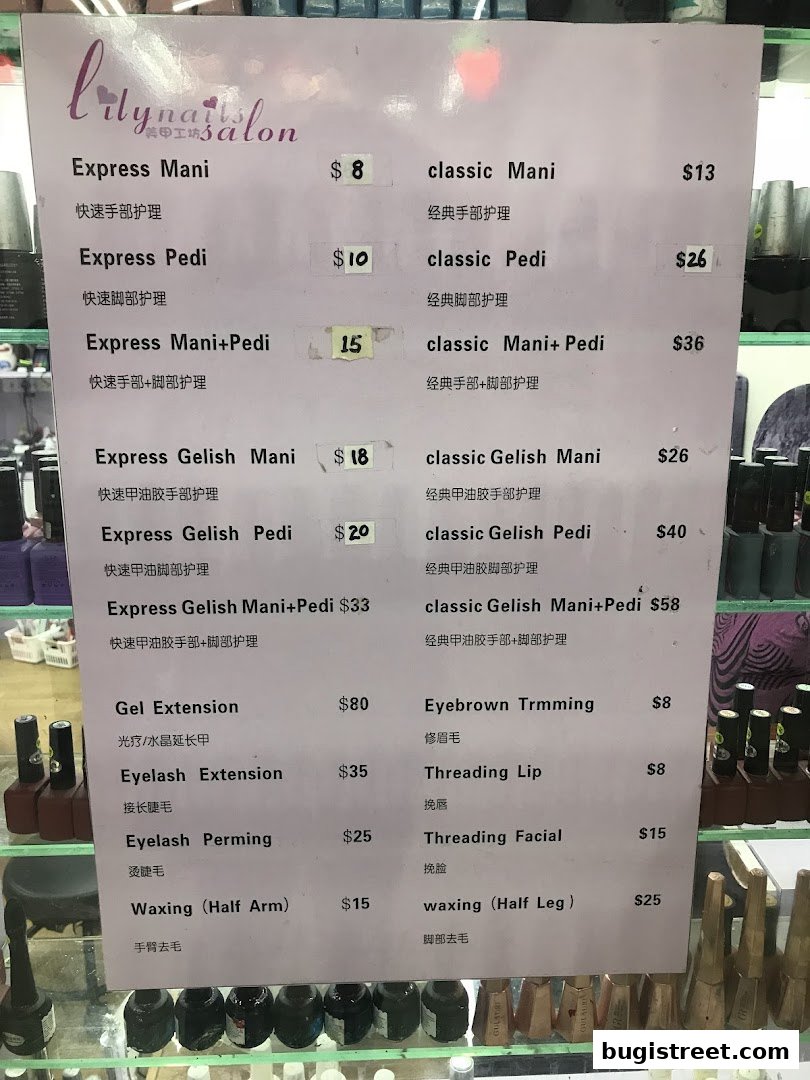 Lilynails
美甲工坊 salon
Express Mani $8
快速手部护理
Express Pedi $10
快速脚部护理
Express Mani+Pedi 15
快速手部+脚部护理
Express Gelish Mani $18
快速甲油胶手部护理
Express Gelish Pedi $20
快速甲油脚部护理
Express Gelish Mani+Pedi $33
快速甲油胶手部+脚部护理
Gel Extension $80
光疗/水晶延长甲
Eyelash Extension $35
接长睫毛
Eyelash Perming $25
烫睫毛
Waxing (Half Arm) $15
手臂去毛
classic Mani $13
经典手部护理
classic Pedi $26
经典脚部护理
classic Mani+Pedi $36
经典手部+脚部护理
classic Gelish Mani $26
经典甲油胶手部护理
classic Gelish Pedi $40
经典甲油胶脚部护理
classic Gelish Mani+Pedi $58
经典甲油胶手部+脚部护理
Eyebrown Trmming $8
修眉毛
Threading Lip $8
挽唇
Threading Facial $15
挽脸
waxing (Half Leg) $25
脚部去毛
bugistreet.com